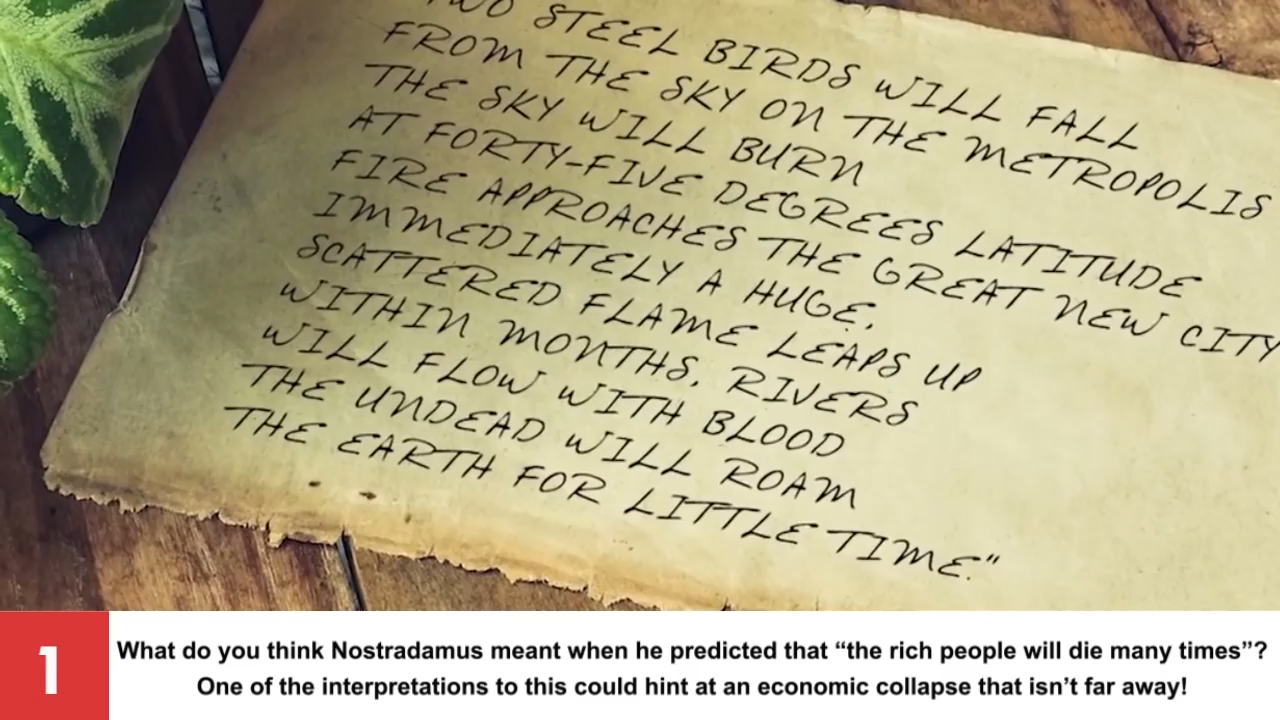 TWO STEEL BIRDS WILL FALL
FROM THE SKY ON THE METROPOLIS
THE SKY WILL BURN
AT FORTY-FIVE DEGREES LATITUDE
FIRE APPROACHES THE GREAT NEW CITY
IMMEDIATELY A HUGE,
SCATTERED FLAME LEAPS UP
WITHIN MONTHS, RIVERS
WILL FLOW WITH BLOOD
THE UNDEAD WILL ROAM
THE EARTH FOR LITTLE TIME."
1
What do you think Nostradamus meant when he predicted that “the rich people will die many times”?
One of the interpretations to this could hint at an economic collapse that isn’t far away!